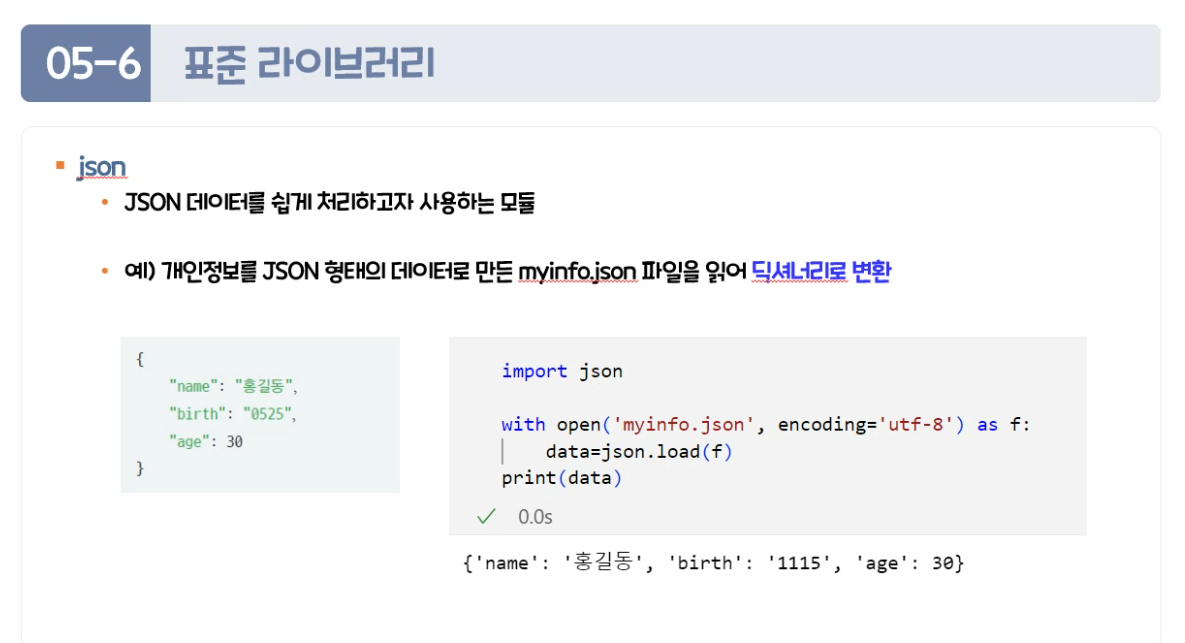 05-6 표준 라이브러리
json
JSON 데이터를 쉽게 처리하고자 사용하는 모듈
예) 개인정보를 JSON 형태의 데이터로 만든 myinfo.json 파일을 읽어 딕셔너리로 변환
{
"name": "홍길동",
"birth": "0525",
"age": 30
}
import json
with open('myinfo.json', encoding='utf-8') as f:
data=json.load(f)
print(data)
0.0s
{'name': '홍길동', 'birth': '1115', 'age': 30}